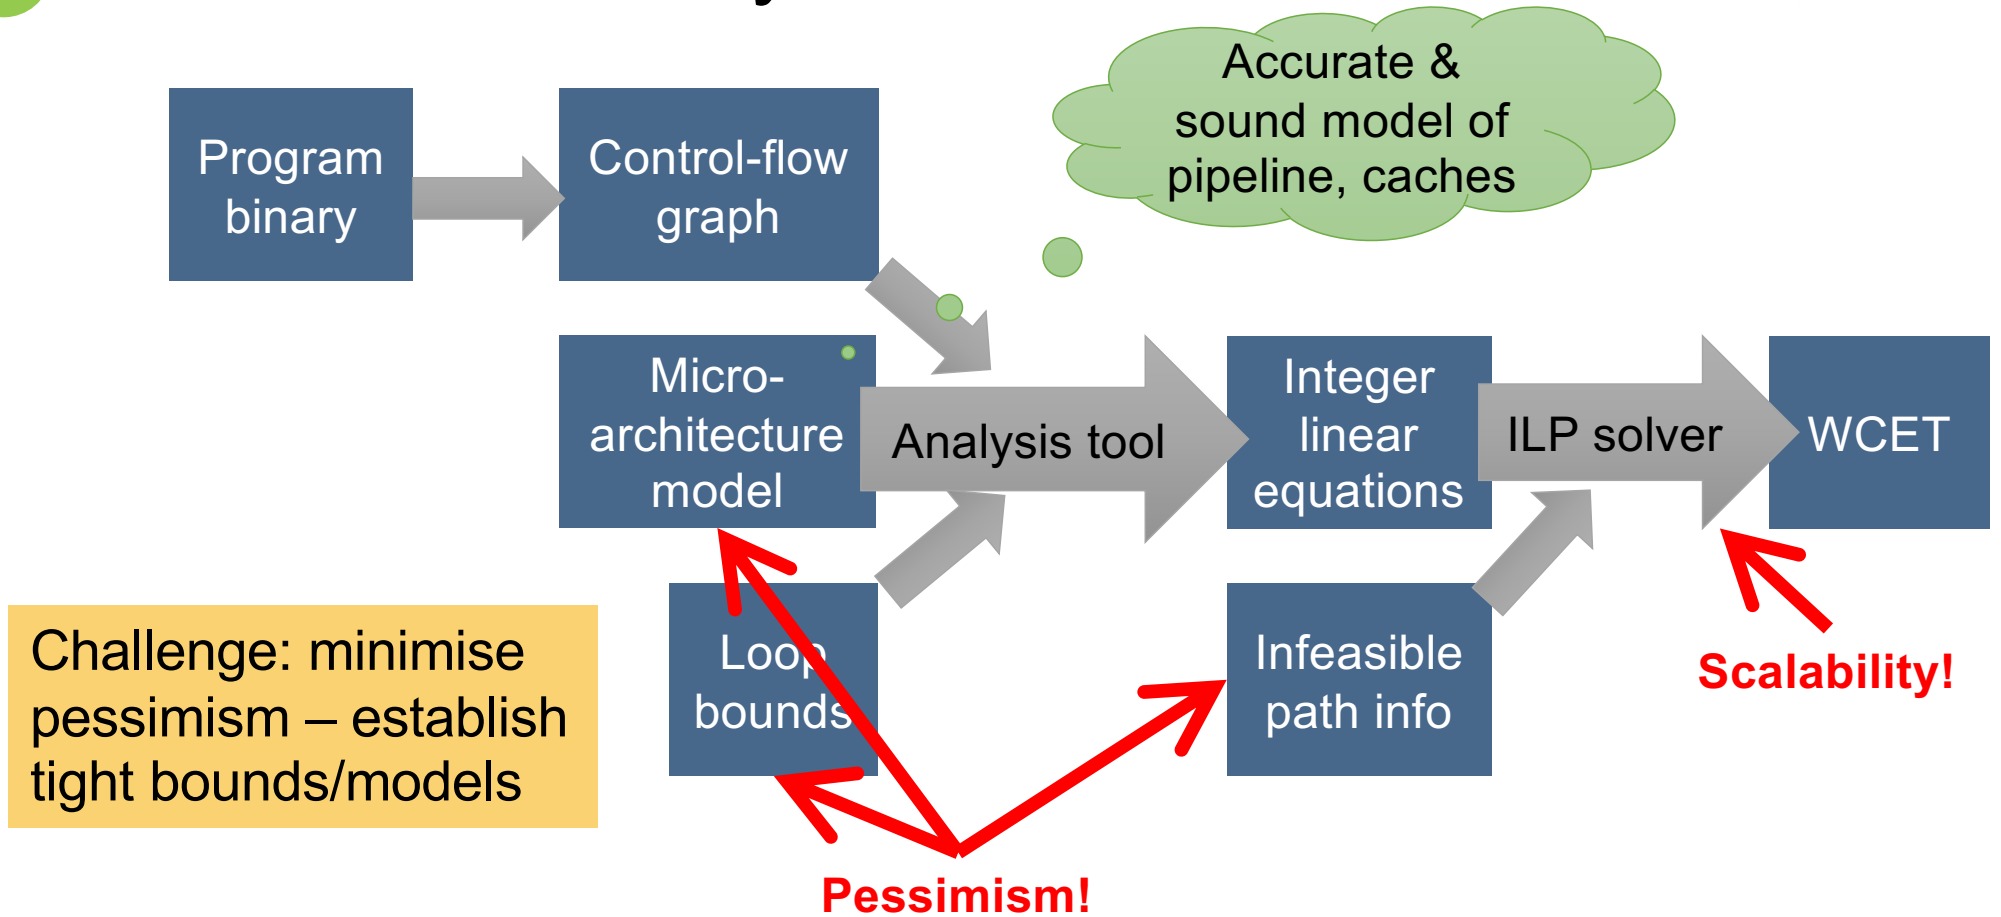 Accurate &
sound model of
pipeline, caches
Program
binary
Control-flow
graph
Micro-
architecture
model
Analysis tool
Integer
linear
equations
ILP solver
WCET
Loop
bounds
Infeasible
path info
Scalability!
Challenge: minimise
pessimism – establish
tight bounds/models
Pessimism!